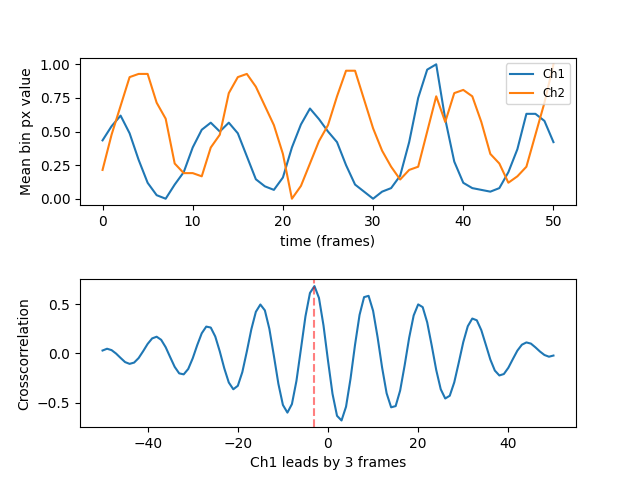 1.00
0.75
0.50
0.25
0.00
Mean bin px value
Ch1
Ch2
0 10 20 30 40 50
time (frames)
0.5
0.0
−0.5
Crosscorrelation
−40 −20 0 20 40
Ch1 leads by 3 frames